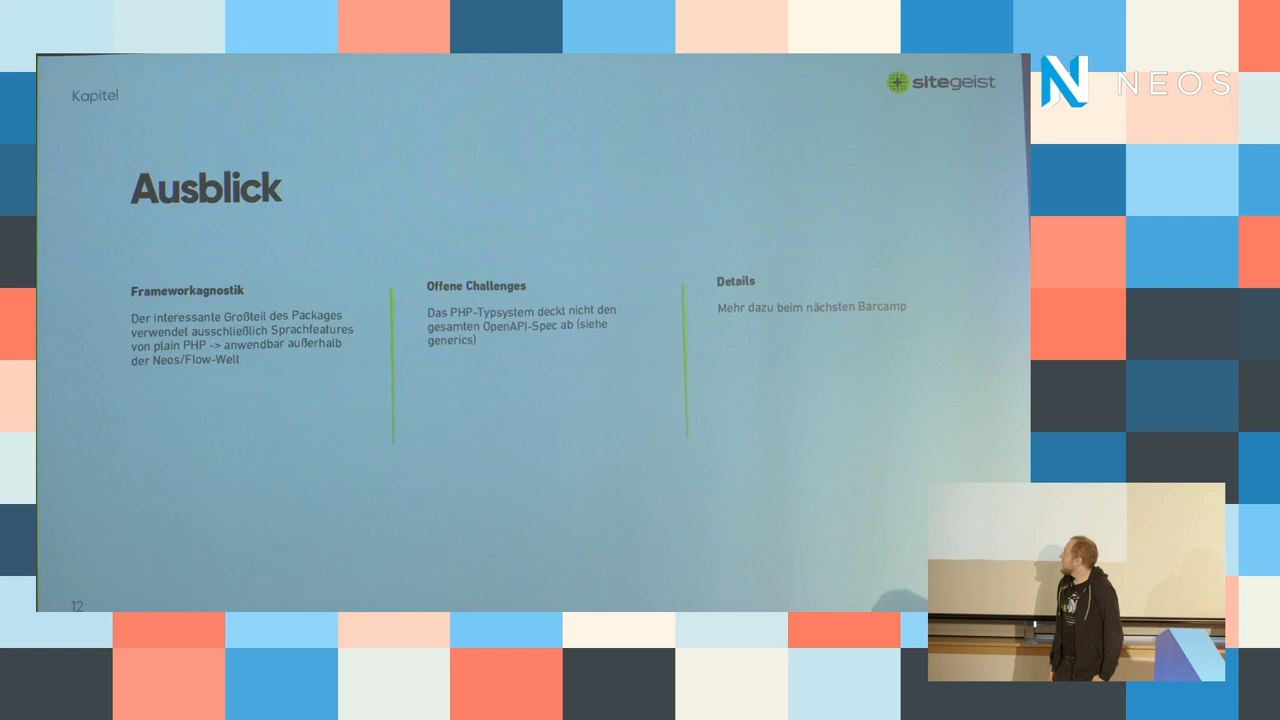 Kapitel
sitegeist
NEOS
Ausblick
Frameworkagnostik
Der interessante Großteil des Packages
verwendet ausschließlich Sprachfeatures
von plain PHP -> anwendbar außerhalb
der Neos/Flow-Welt
Offene Challenges
Das PHP-Typsystem deckt nicht den
gesamten OpenAPI-Spec ab (siehe
generics)
Details
Mehr dazu beim nächsten Barcamp
12